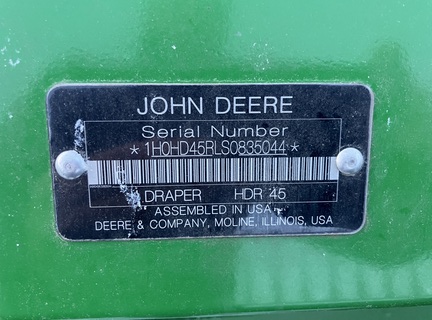 JOHN DEERE
Serial Number
*1H0HD45RLS0835044*
DRAPER HDR 45
ASSEMBLED IN USA
DEERE & COMPANY, MOLINE, ILLINOIS, USA